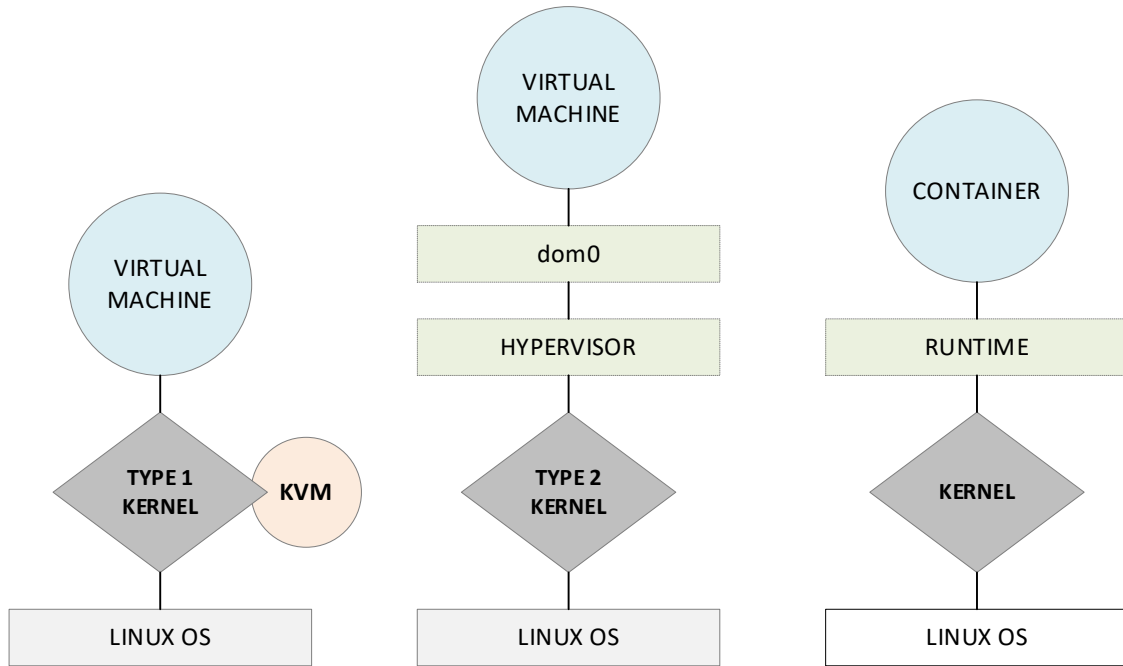 VIRTUAL
MACHINE
TYPE 1
KERNEL
KVM
LINUX OS
VIRTUAL
MACHINE
dom0
HYPERVISOR
TYPE 2
KERNEL
LINUX OS
CONTAINER
RUNTIME
KERNEL
LINUX OS